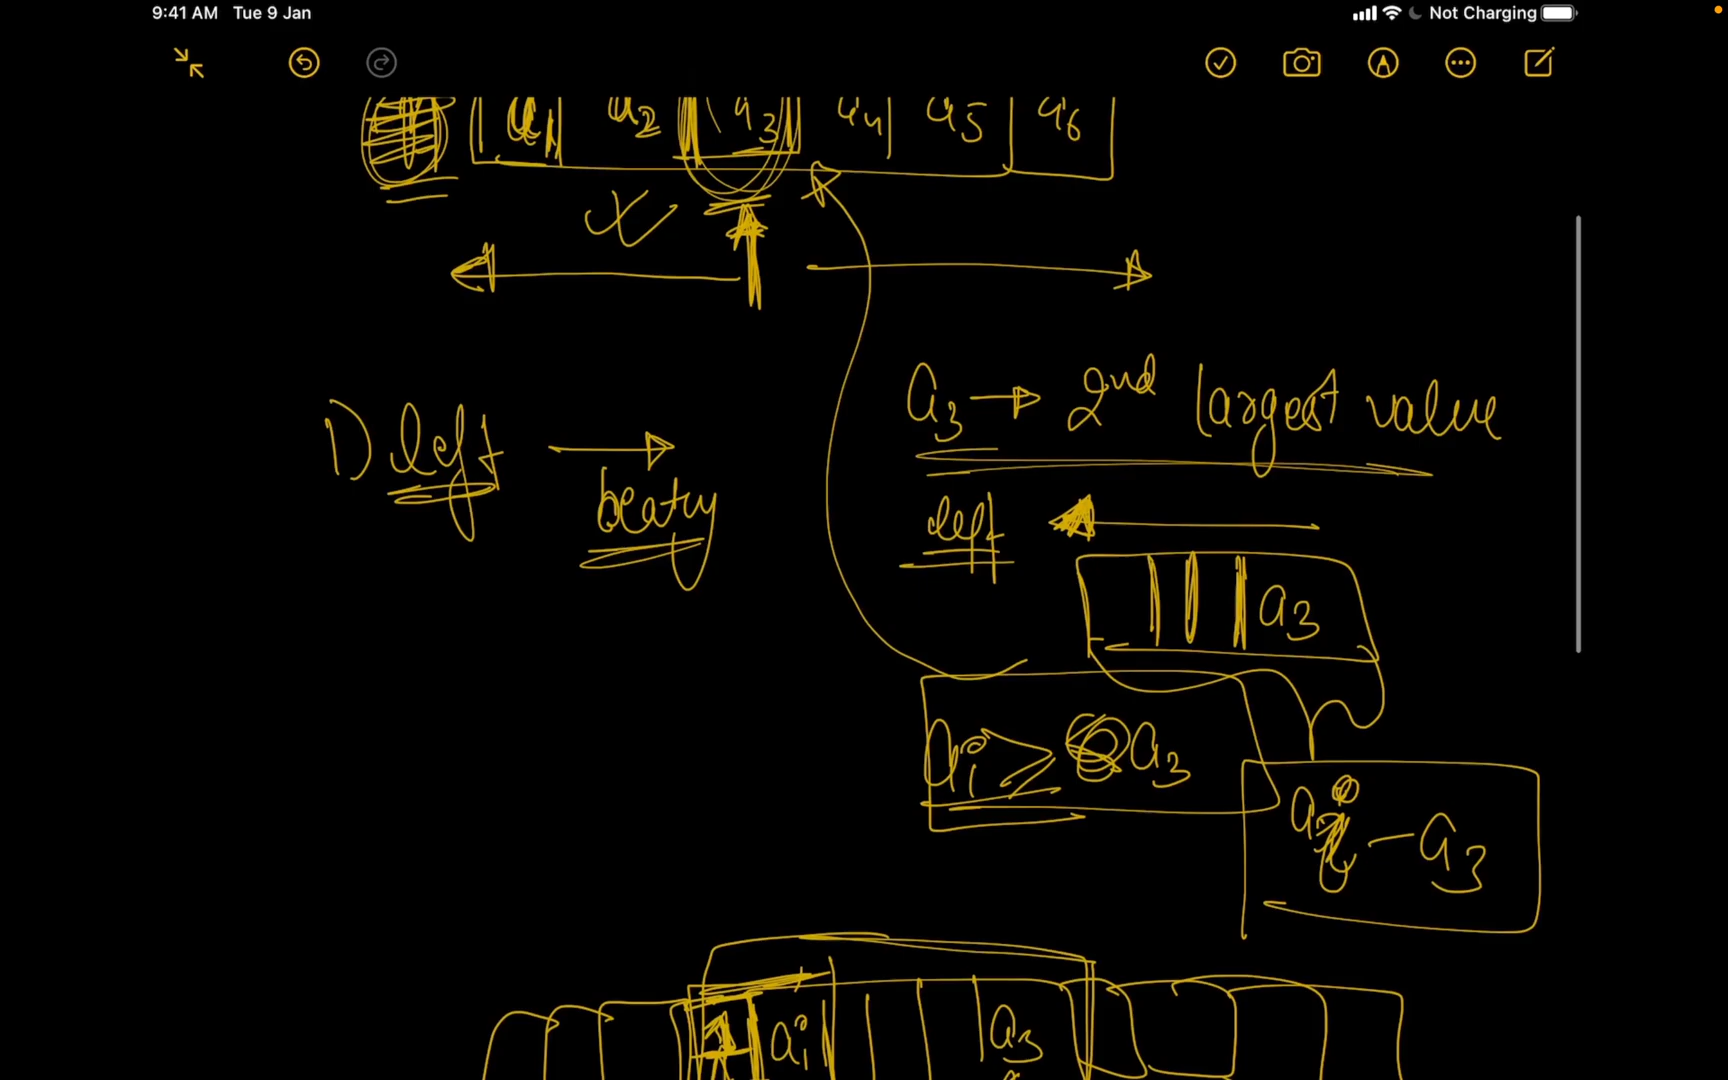 9:41 AM Tue 9 Jan Not Charging
a1 a2 a3 a4 a5 a6
a3 → 2nd largest value
1) left →
beatuy
left ←
a3
ai ≥ a3
ai - a3
ai a3